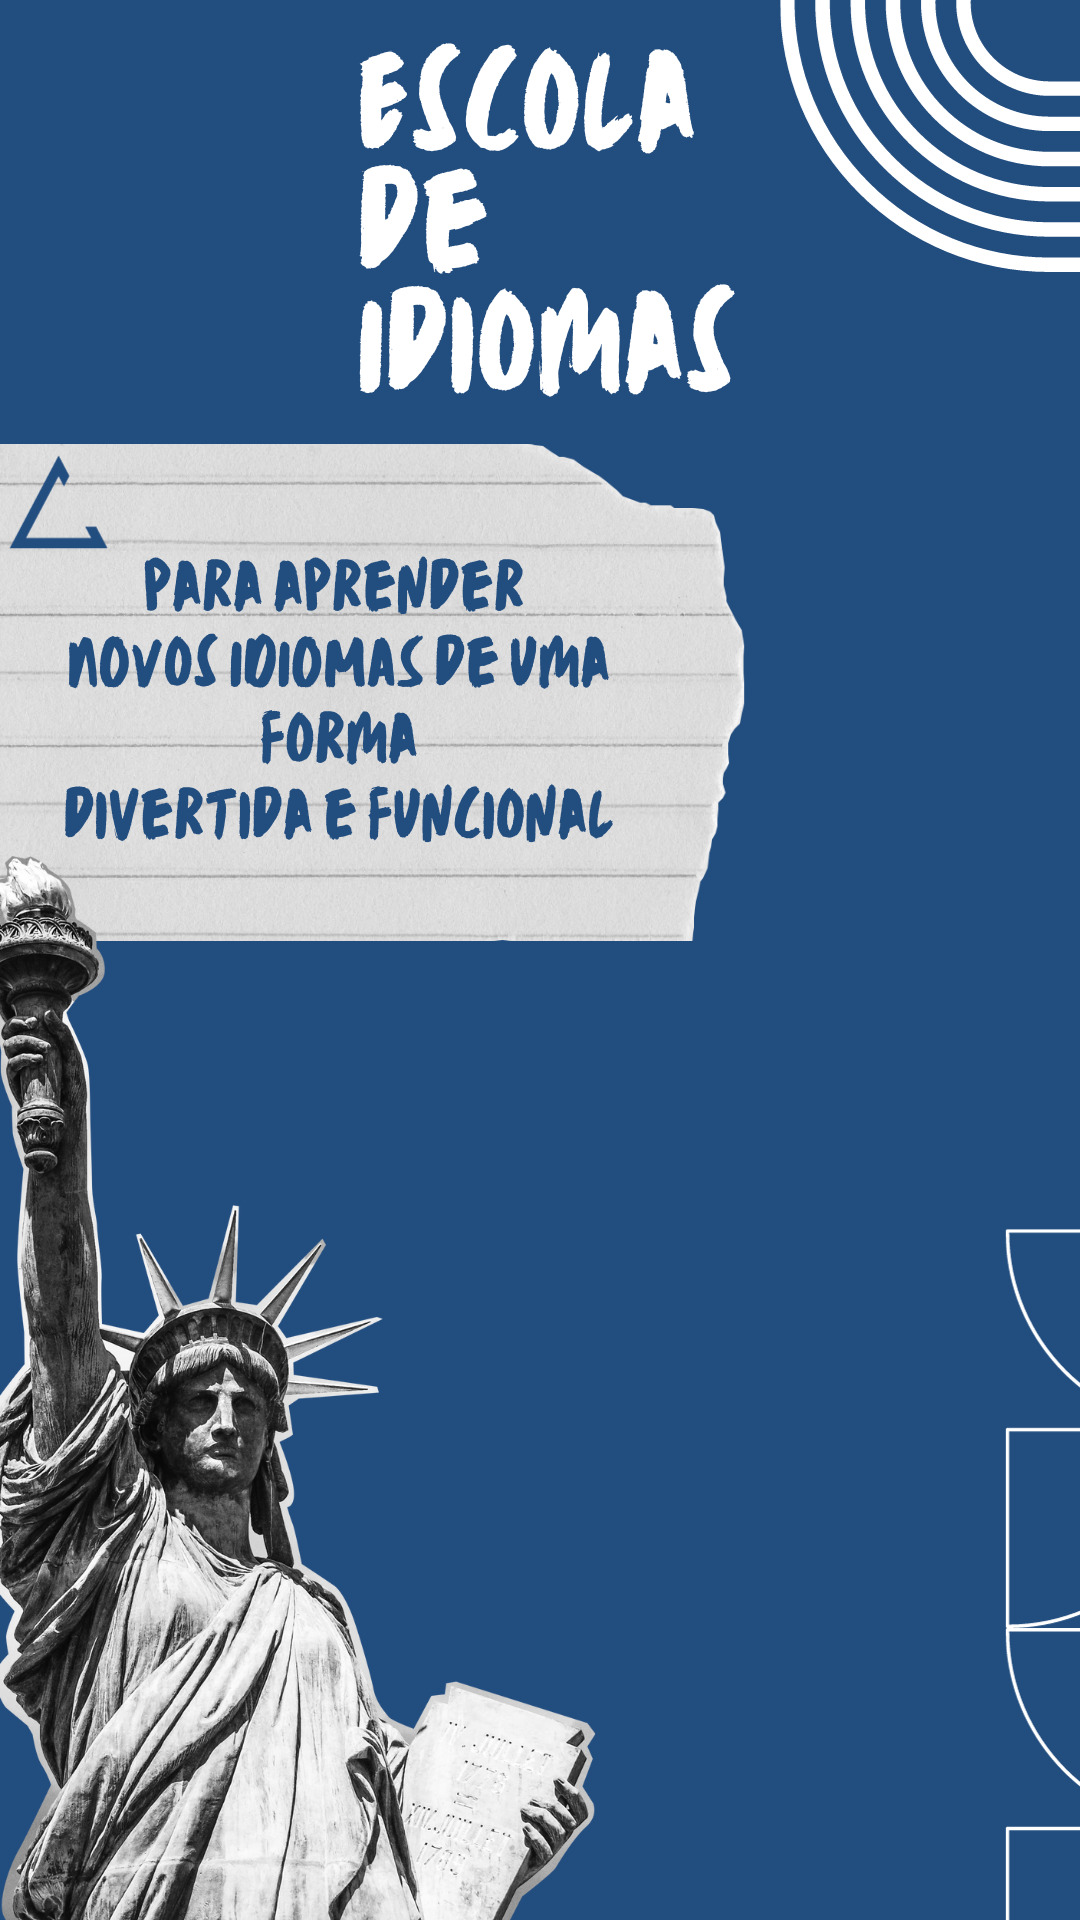 ESCOLA
DE
IDIOMAS
PARA APRENDER
NOVOS IDIOMAS DE UMA
FORMA
DIVERTIDA E FUNCIONAL